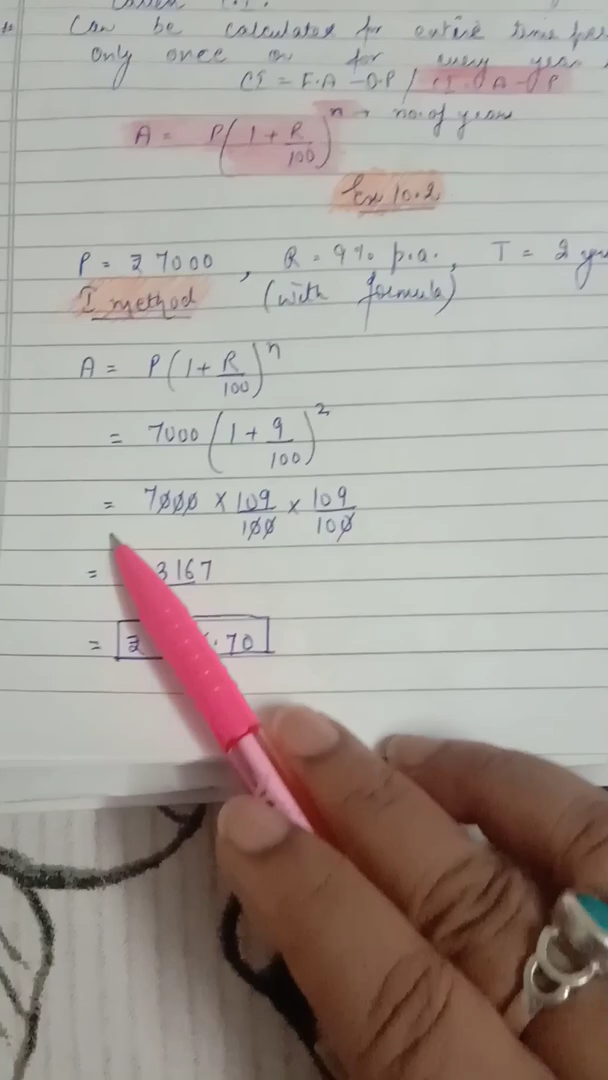 Can be calculated for entire time
only once or for every year
CI = F.A - O.P / C.I. = A - O P
A = P(1 + R/100)ⁿ → no. of years
Ex 10.2
P = ₹ 7000, R = 9% p.a., T = 2
I method (with formula)
A = P(1 + R/100)ⁿ
= 7000 (1 + 9/100)²
= 7000 × 109/100 × 109/100
= 3167
= ₹ .70